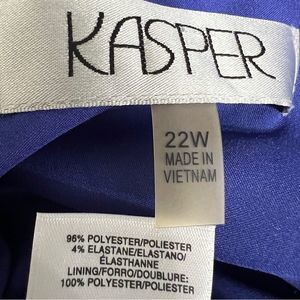 KASPER
22W
MADE IN
VIETNAM
96% POLYESTER/POLIESTER
4% ELASTANE/ELASTANO/
ÉLASTHANNE
LINING/FORRO/DOUBLURE:
100% POLYESTER/POLIESTER